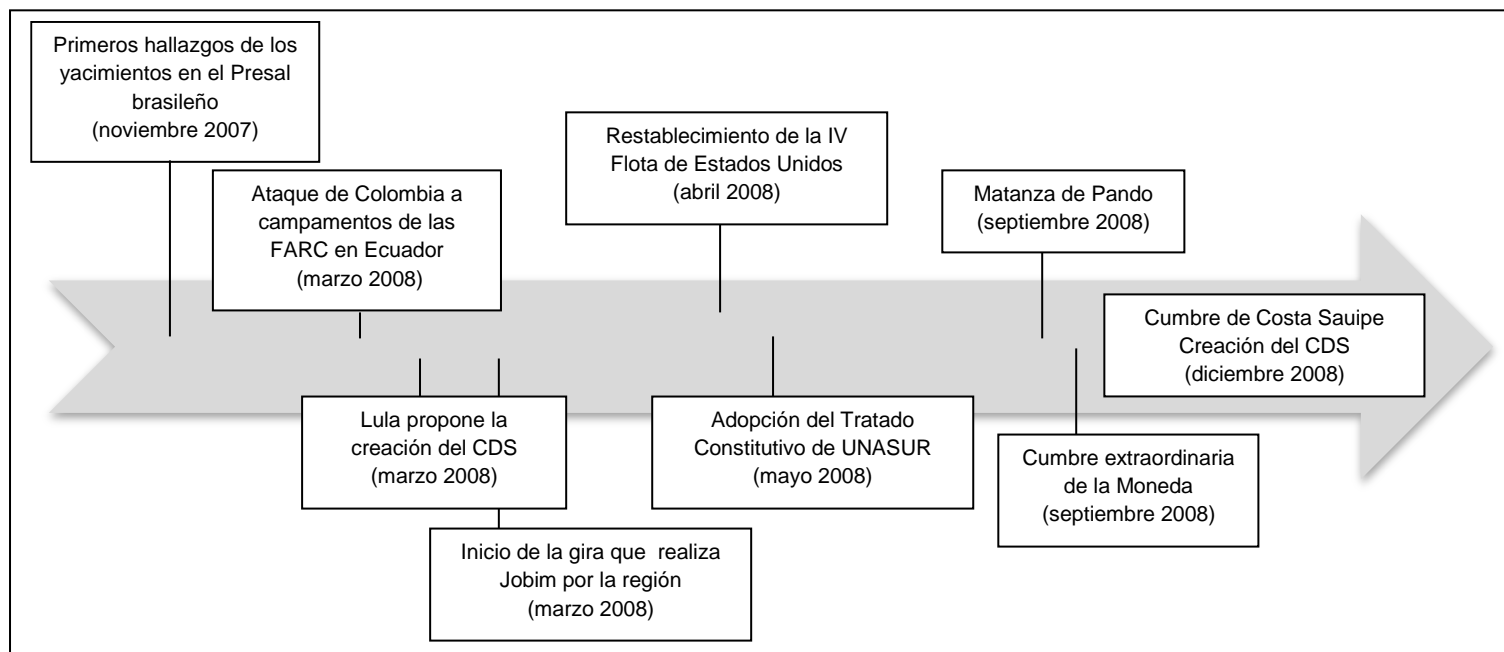 Primeros hallazgos de los
yacimientos en el Presal
brasileño
(noviembre 2007)
Ataque de Colombia a
campamentos de las
FARC en Ecuador
(marzo 2008)
Lula propone la
creación del CDS
(marzo 2008)
Inicio de la gira que realiza
Jobim por la región
(marzo 2008)
Restablecimiento de la IV
Flota de Estados Unidos
(abril 2008)
Adopción del Tratado
Constitutivo de UNASUR
(mayo 2008)
Matanza de Pando
(septiembre 2008)
Cumbre extraordinaria
de la Moneda
(septiembre 2008)
Cumbre de Costa Sauipe
Creación del CDS
(diciembre 2008)